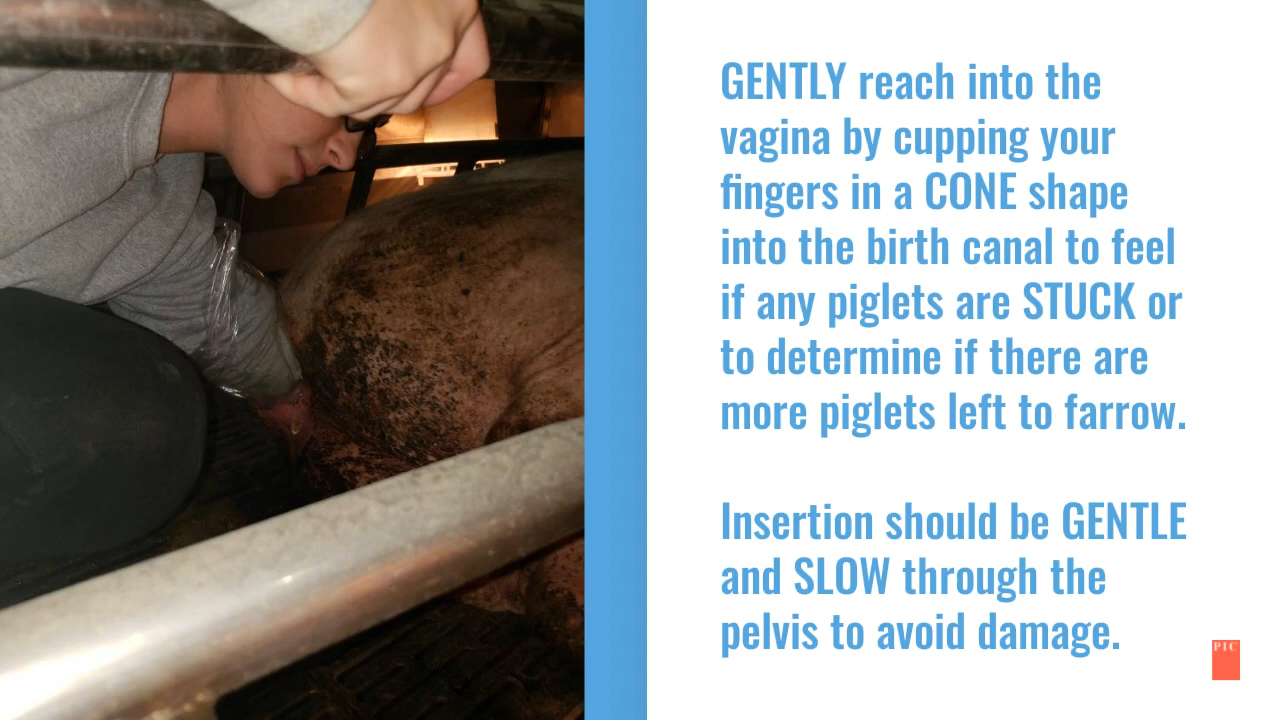 GENTLY reach into the
vagina by cupping your
fingers in a CONE shape
into the birth canal to feel
if any piglets are STUCK or
to determine if there are
more piglets left to farrow.
Insertion should be GENTLE
and SLOW through the
pelvis to avoid damage.
PIC